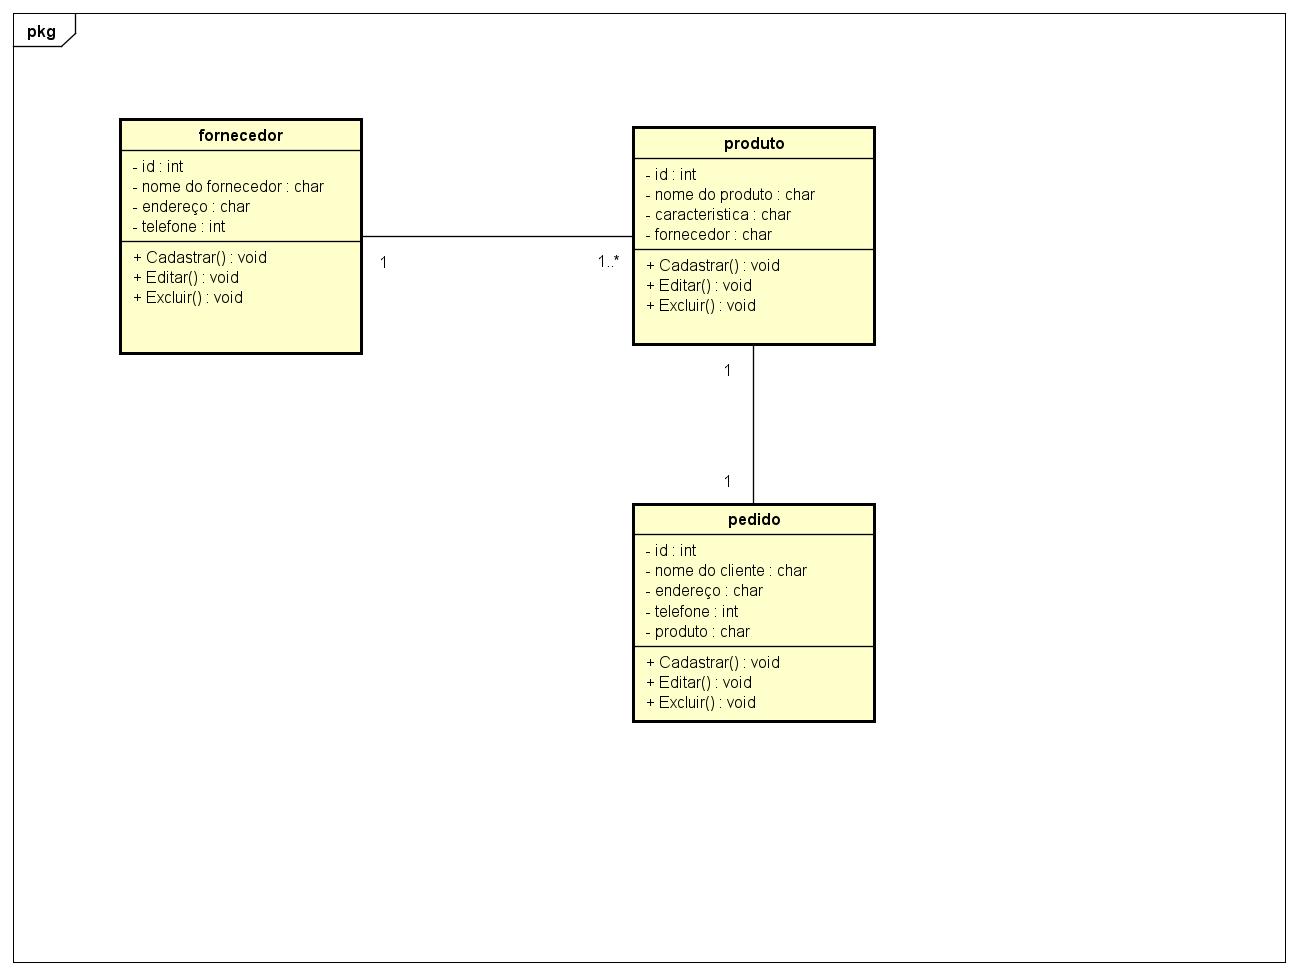 pkg
fornecedor
- id : int
- nome do fornecedor : char
- endereço : char
- telefone : int
+ Cadastrar() : void
+ Editar() : void
+ Excluir() : void
1
1..*
produto
- id : int
- nome do produto : char
- caracteristica : char
- fornecedor : char
+ Cadastrar() : void
+ Editar() : void
+ Excluir() : void
1
1
pedido
- id : int
- nome do cliente : char
- endereço : char
- telefone : int
- produto : char
+ Cadastrar() : void
+ Editar() : void
+ Excluir() : void